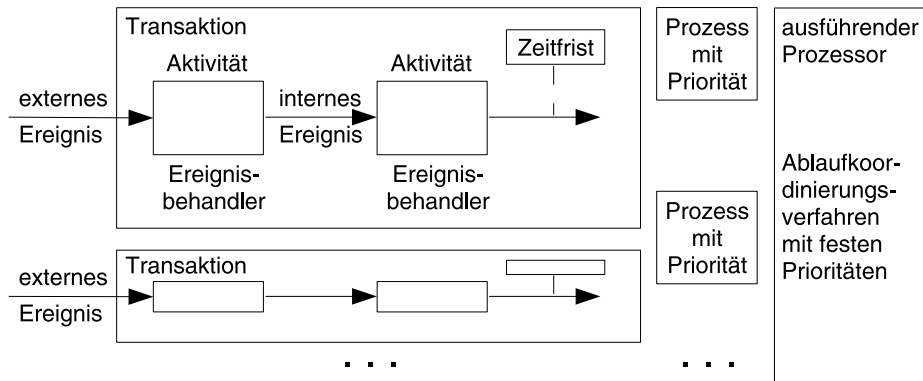 Transaktion
Zeitfrist
Aktivität
Aktivität
externes
Ereignis
internes
Ereignis
Ereignis-
behandler
Ereignis-
behandler
Prozess
mit
Priorität
ausführender
Prozessor
Prozess
mit
Priorität
Ablaufkoor-
dinierungs-
verfahren
mit festen
Prioritäten
Transaktion
externes
Ereignis
. . .
. . .